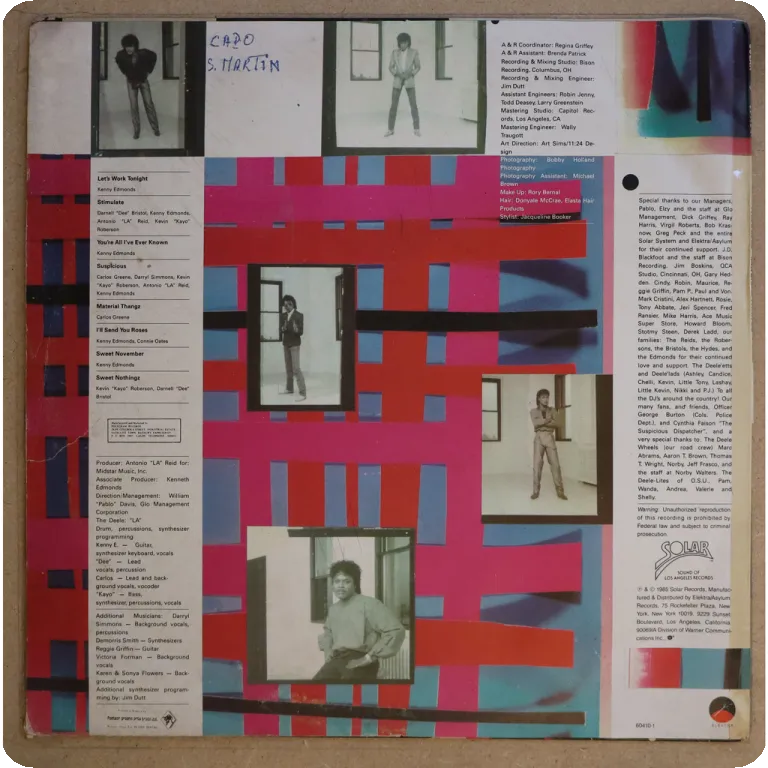 CABO
S. MARTIN
A & R Coordinator: Regina Griffey
A & R Assistant: Brenda Patrick
Recording & Mixing Studio: Bison
Recording, Columbus, OH
Recording & Mixing Engineer:
Jim Dutt
Assistant Engineers: Robin Jenny,
Todd Deasey, Larry Greenstein
Mastering Studio: Capitol Rec-
ords, Los Angeles, CA
Mastering Engineer: Wally
Traugott
Art Direction: Art Sims/11:24 De-
sign
Photography: Bobby Holland
Photography
Photography Assistant: Michael
Brown
Make Up: Rory Bernal
Hair: Donyale McCrae, Elasta Hair
Products
Stylist: Jacqueline Booker
Let's Work Tonight
Kenny Edmonds
Stimulate
Darnell "Dee" Bristol, Kenny Edmonds,
Antonio "LA" Reid, Kevin "Kayo"
Roberson
You're All I've Ever Known
Kenny Edmonds
Suspicious
Carlos Greene, Darryl Simmons, Kevin
"Kayo" Roberson, Antonio "LA" Reid,
Kenny Edmonds
Material Thangz
Carlos Greene
I'll Send You Roses
Kenny Edmonds, Connie Oates
Sweet November
Kenny Edmonds
Sweet Nothings
Kevin "Kayo" Roberson, Darnell "Dee"
Bristol
Producer: Antonio "LA" Reid for:
Midstar Music, Inc.
Associate Producer: Kenneth
Edmonds
Direction/Management: William
"Pablo" Davis, Glo Management
Corporation
The Deele: "LA"
Drum, percussions, synthesizer
programming:
Kenny E. — Guitar,
synthesizer keyboard, vocals
"Dee" — Lead
vocals, percussion
Carlos — Lead and back-
ground vocals, vocoder
"Kayo" — Bass,
synthesizer, percussions, vocals
Additional Musicians: Darryl
Simmons — Background vocals,
percussions
Damorris Smith — Synthesizers
Reggie Griffin — Guitar
Victoria Forman — Background
vocals
Karen & Sonya Flowers — Back-
ground vocals
Additional synthesizer program-
ming by: Jim Dutt
Special thanks to our Managers,
Pablo, Elzy and the staff at Glo
Management, Dick Griffey, Ray
Harris, Virgil Roberts, Bob Kras-
now, Greg Peck and the entire
Solar System and Elektra/Asylum
for their continued support. J.D.
Blackfoot and the staff at Bison
Recording, Jim Boskins, QCA
Studio, Cincinnati, OH, Gary Hed-
den, Cindy, Robin, Maurice, Re-
ggie Griffin, Pam P., Paul and Von,
Mark Cristini, Alex Hartnett, Rosie,
Tony Abbate, Jeri Spencer, Fred
Ransier, Mike Harris, Ace Music
Super Store, Howard Bloom,
Stormy Steen, Derek Ladd, our
families: The Reids, the Rober-
sons, the Bristols, the Hydes, and
the Edmonds for their continued
love and support. The Deele'etts
and Deele'lads (Ashley, Candice,
Chelli, Kevin, Little Tony, Lashay,
Little Kevin, Nikki and P.J.) To all
the DJs around the country! Our
many fans, and friends, Officer
George Burton (Cols. Police
Dept.), and Cynthia Faison "The
Suspicious Dispatcher", and a
very special thanks to: The Deele
Wheels (our road crew) Marc
Abrams, Aaron T. Brown, Thomas
T. Wright, Norby, Jeff Frasco, and
the staff at Norby Walters. The
Deele-Lites of O.S.U., Pam,
Wanda, Andrea, Valerie and
Shelly.
Warning: Unauthorized reproduction
of this recording is prohibited by
Federal law and subject to criminal
prosecution.
SOLAR
SOUND OF
LOS ANGELES RECORDS
℗ & © 1985 Solar Records, Manufac-
tured & Distributed by Elektra/Asylum
Records, 75 Rockefeller Plaza, New
York, New York 10019, 9229 Sunset
Boulevard, Los Angeles, California
90069/A Division of Warner Communi-
cations Inc.
60410-1